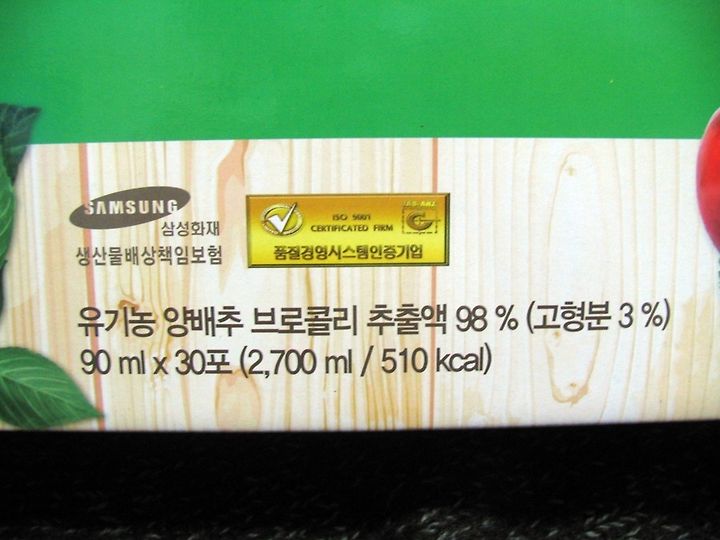 SAMSUNG
삼성화재
생산물배상책임보험
ISO 9001
CERTIFICATED FIRM
JAS-ANZ
품질경영시스템인증기업
유기농 양배추 브로콜리 추출액 98 % (고형분 3 %)
90 ml x 30포 (2,700 ml / 510 kcal)